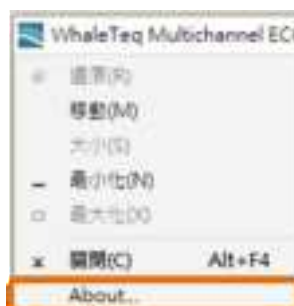 WhaleTeq Multichannel EC
還原(R)
移動(M)
大小(S)
最小化(N)
最大化(X)
關閉(C) Alt+F4
About...